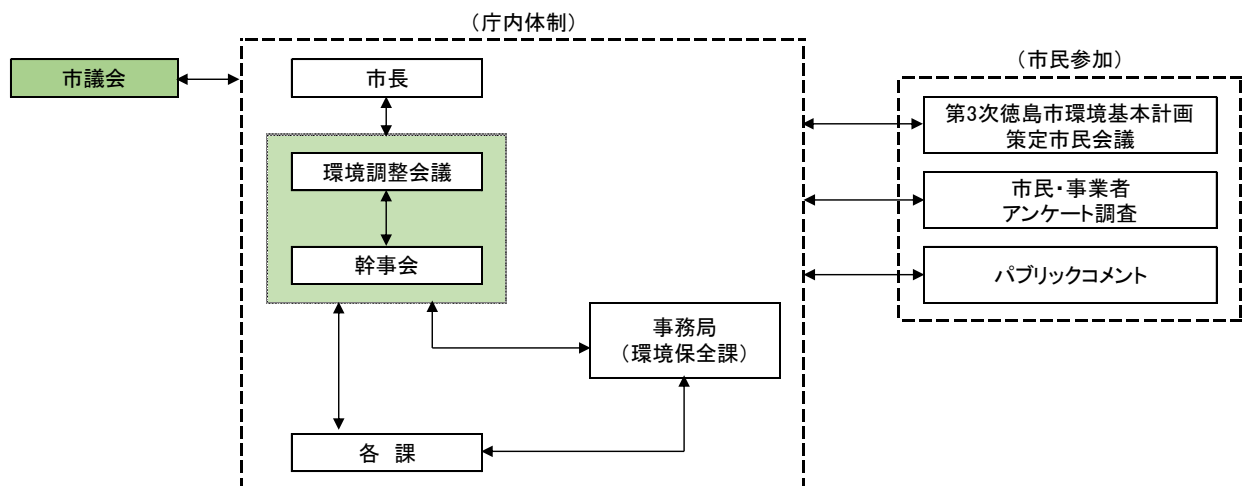 （庁内体制）
市議会
市長
環境調整会議
幹事会
事務局
（環境保全課）
各　課
（市民参加）
第3次徳島市環境基本計画
策定市民会議
市民・事業者
アンケート調査
パブリックコメント